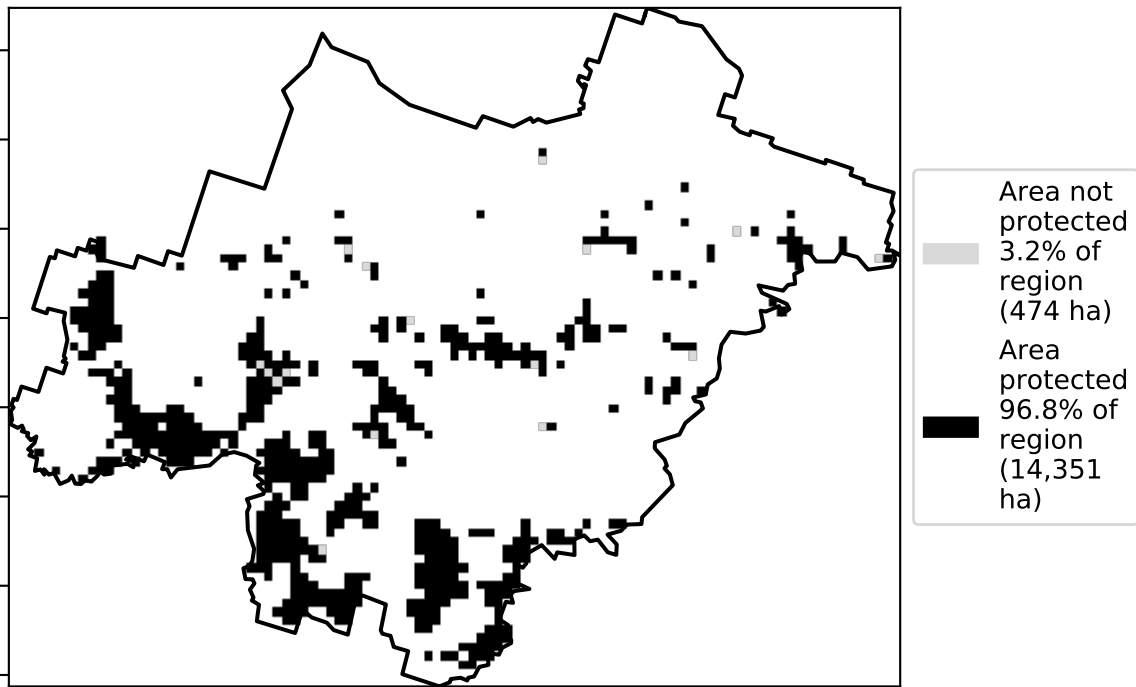 Area not
protected
3.2% of
region
(474 ha)
Area
protected
96.8% of
region
(14,351
ha)